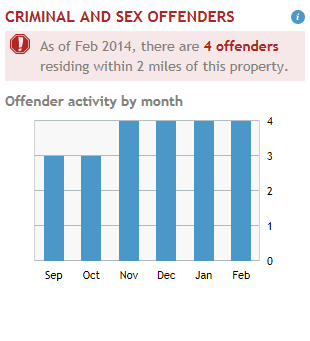 CRIMINAL AND SEX OFFENDERS
i
As of Feb 2014, there are 4 offenders
residing within 2 miles of this property.
Offender activity by month
4
3
2
1
0
Sep Oct Nov Dec Jan Feb